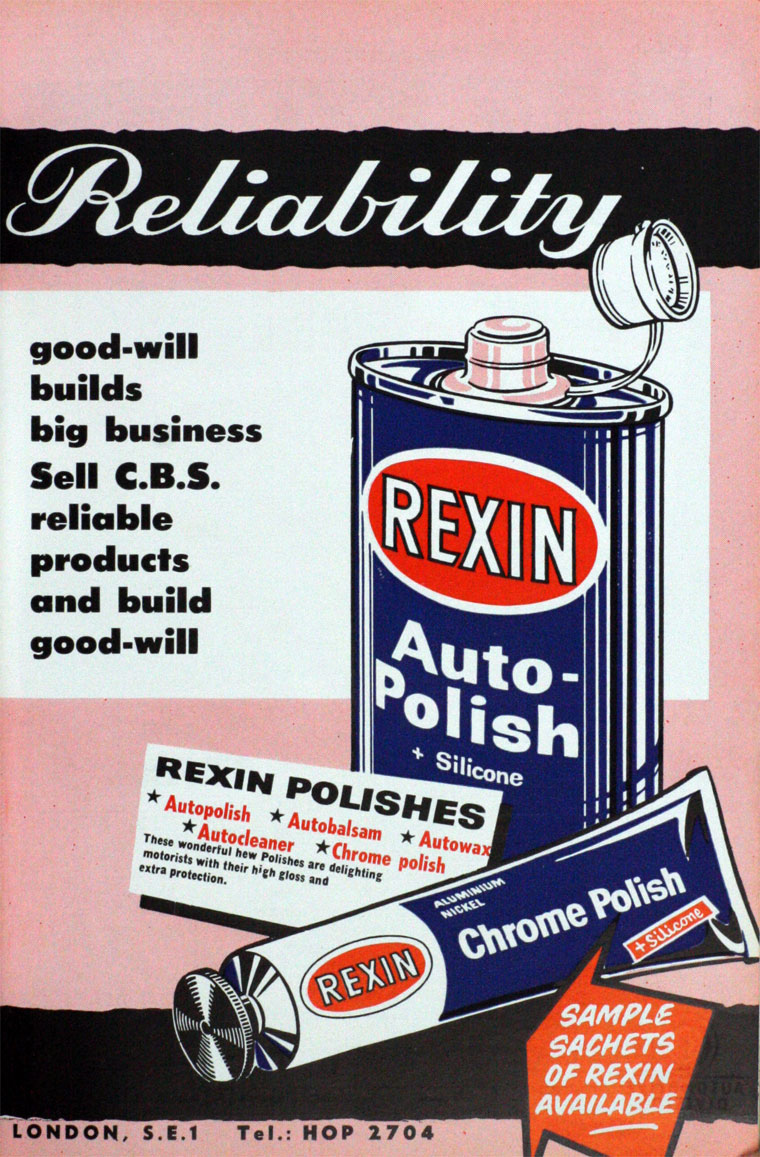 Reliability
good-will
builds
big business
Sell C.B.S.
reliable
products
and build
good-will
REXIN
Auto-
Polish
+ Silicone
REXIN POLISHES
★ Autopolish ★ Autobalsam ★ Autowax
★ Autocleaner ★ Chrome polish
These wonderful new Polishes are delighting
motorists with their high gloss and
extra protection.
ALUMINIUM
NICKEL
Chrome Polish
+ Silicone
REXIN
SAMPLE
SACHETS
OF REXIN
AVAILABLE
LONDON, S.E.1 Tel.: HOP 2704